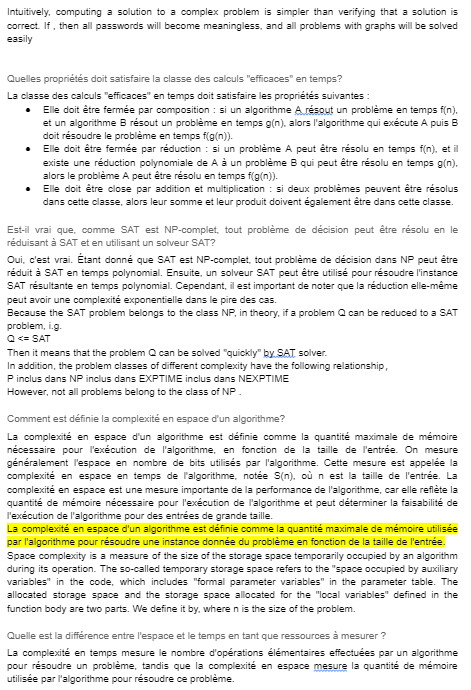 Intuitively, computing a solution to a complex problem is simpler than verifying that a solution is
correct. If , then all passwords will become meaningless, and all problems with graphs will be solved
easily
Quelles propriétés doit satisfaire la classe des calculs "efficaces" en temps?
La classe des calculs "efficaces" en temps doit satisfaire les propriétés suivantes :
● Elle doit être fermée par composition : si un algorithme A résout un problème en temps f(n),
et un algorithme B résout un problème en temps g(n), alors l'algorithme qui exécute A puis B
doit résoudre le problème en temps f(g(n)).
● Elle doit être fermée par réduction : si un problème A peut être résolu en temps f(n), et il
existe une réduction polynomiale de A à un problème B qui peut être résolu en temps g(n),
alors le problème A peut être résolu en temps f(g(n)).
● Elle doit être close par addition et multiplication : si deux problèmes peuvent être résolus
dans cette classe, alors leur somme et leur produit doivent également être dans cette classe.
Est-il vrai que, comme SAT est NP-complet, tout problème de décision peut être résolu en le
réduisant à SAT et en utilisant un solveur SAT?
Oui, c'est vrai. Étant donné que SAT est NP-complet, tout problème de décision dans NP peut être
réduit à SAT en temps polynomial. Ensuite, un solveur SAT peut être utilisé pour résoudre l'instance
SAT résultante en temps polynomial. Cependant, il est important de noter que la réduction elle-même
peut avoir une complexité exponentielle dans le pire des cas.
Because the SAT problem belongs to the class NP, in theory, if a problem Q can be reduced to a SAT
problem, i.g.
Q <= SAT
Then it means that the problem Q can be solved "quickly" by SAT solver.
In addition, the problem classes of different complexity have the following relationship,
P inclus dans NP inclus dans EXPTIME inclus dans NEXPTIME
However, not all problems belong to the class of NP .
Comment est définie la complexité en espace d'un algorithme?
La complexité en espace d'un algorithme est définie comme la quantité maximale de mémoire
nécessaire pour l'exécution de l'algorithme, en fonction de la taille de l'entrée. On mesure
généralement l'espace en nombre de bits utilisés par l'algorithme. Cette mesure est appelée la
complexité en espace en temps de l'algorithme, notée S(n), où n est la taille de l'entrée. La
complexité en espace est une mesure importante de la performance de l'algorithme, car elle reflète la
quantité de mémoire nécessaire pour l'exécution de l'algorithme et peut déterminer la faisabilité de
l'exécution de l'algorithme pour des entrées de grande taille.
La complexité en espace d'un algorithme est définie comme la quantité maximale de mémoire utilisée
par l'algorithme pour résoudre une instance donnée du problème en fonction de la taille de l'entrée.
Space complexity is a measure of the size of the storage space temporarily occupied by an algorithm
during its operation. The so-called temporary storage space refers to the "space occupied by auxiliary
variables" in the code, which includes "formal parameter variables" in the parameter table. The
allocated storage space and the storage space allocated for the "local variables" defined in the
function body are two parts. We define it by, where n is the size of the problem.
Quelle est la différence entre l'espace et le temps en tant que ressources à mesurer ?
La complexité en temps mesure le nombre d'opérations élémentaires effectuées par un algorithme
pour résoudre un problème, tandis que la complexité en espace mesure la quantité de mémoire
utilisée par l'algorithme pour résoudre ce problème.